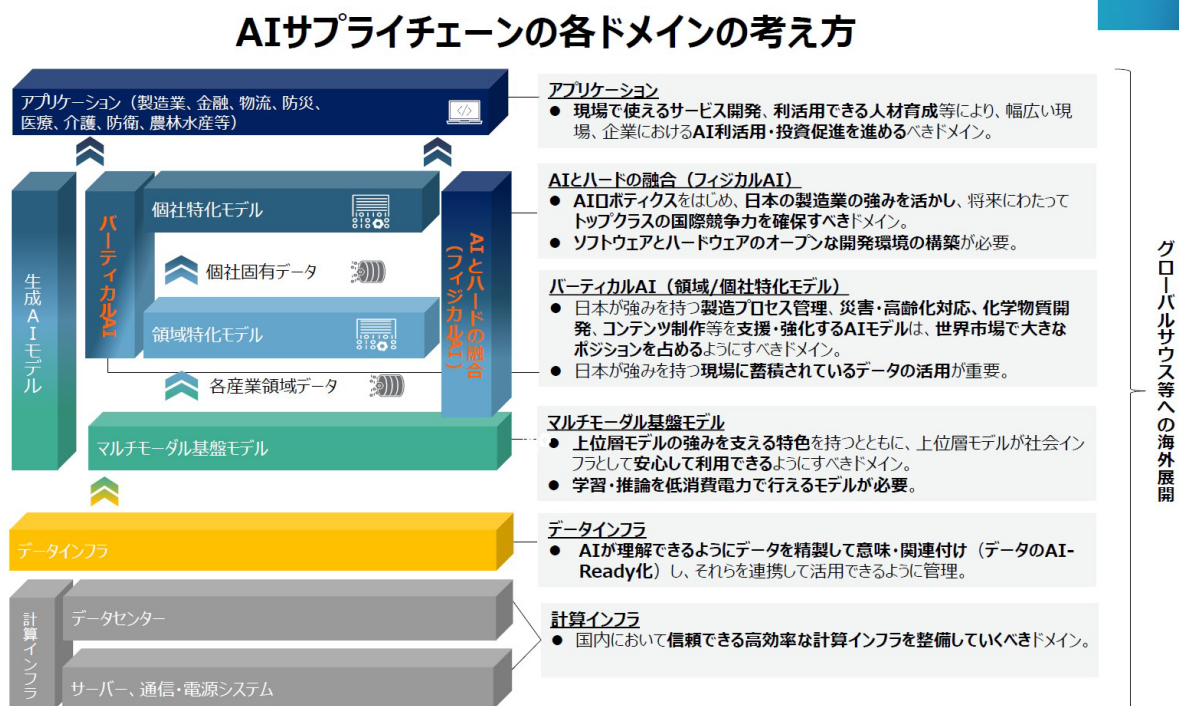 AIサプライチェーンの各ドメインの考え方
アプリケーション（製造業、金融、物流、防災、
医療、介護、防衛、農林水産等）
生成AIモデル
バーティカルAI
個社特化モデル
個社固有データ
領域特化モデル
各産業領域データ
AIとハードの融合
（フィジカルAI）
マルチモーダル基盤モデル
データインフラ
計算インフラ
データセンター
サーバー、通信・電源システム
アプリケーション
● 現場で使えるサービス開発、利活用できる人材育成等により、幅広い現
場、企業におけるAI利活用・投資促進を進めるべきドメイン。
AIとハードの融合（フィジカルAI）
● AIロボティクスをはじめ、日本の製造業の強みを活かし、将来にわたって
トップクラスの国際競争力を確保すべきドメイン。
● ソフトウェアとハードウェアのオープンな開発環境の構築が必要。
バーティカルAI（領域/個社特化モデル）
● 日本が強みを持つ製造プロセス管理、災害・高齢化対応、化学物質開
発、コンテンツ制作等を支援・強化するAIモデルは、世界市場で大きな
ポジションを占めるようにすべきドメイン。
● 日本が強みを持つ現場に蓄積されているデータの活用が重要。
マルチモーダル基盤モデル
● 上位層モデルの強みを支える特色を持つとともに、上位層モデルが社会イン
フラとして安心して利用できるようにすべきドメイン。
● 学習・推論を低消費電力で行えるモデルが必要。
データインフラ
● AIが理解できるようにデータを精製して意味・関連付け（データのAI-
Ready化）し、それらを連携して活用できるように管理。
計算インフラ
● 国内において信頼できる高効率な計算インフラを整備していくべきドメイン。
グローバルサウス等への海外展開